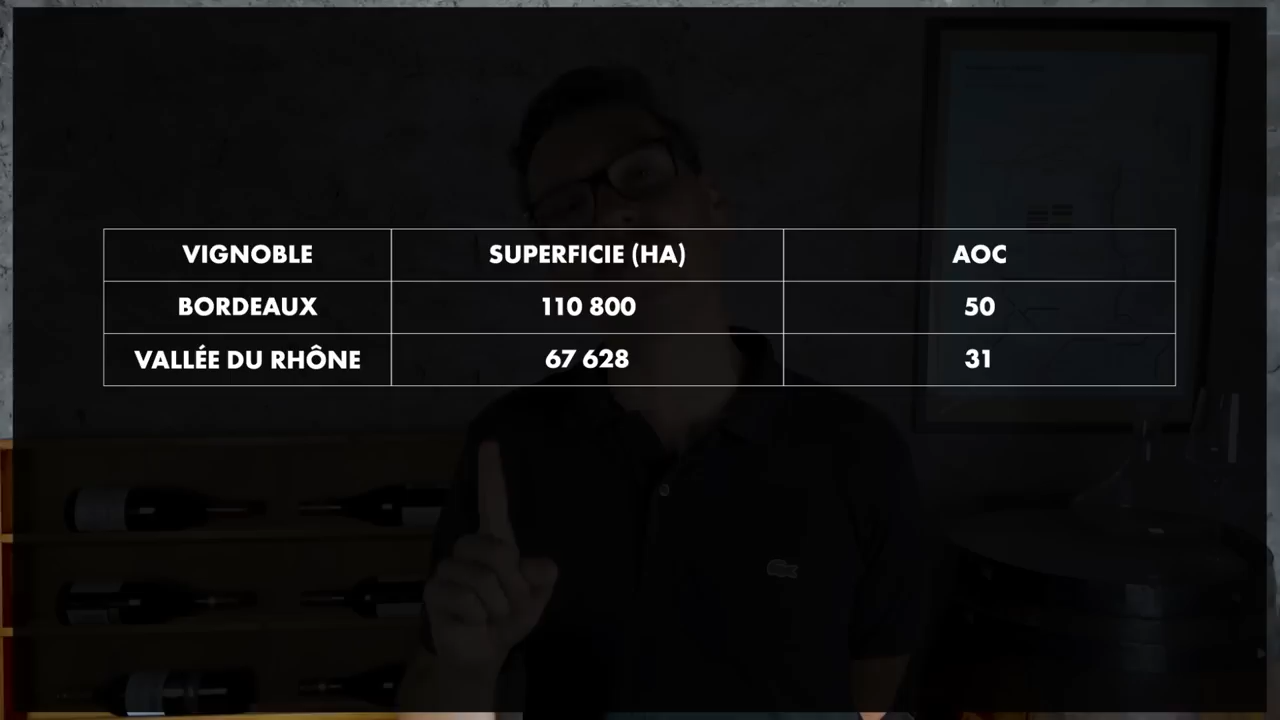 VIGNOBLE SUPERFICIE (HA) AOC
BORDEAUX 110 800 50
VALLÉE DU RHÔNE 67 628 31